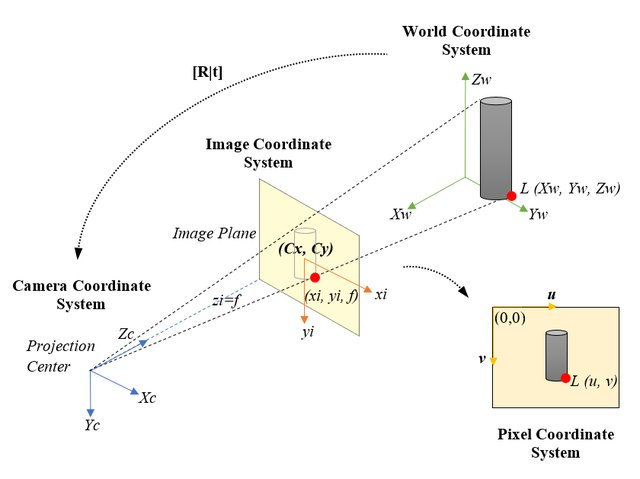 World Coordinate
System
[R|t]
Zw
Image Coordinate
System
L (Xw, Yw, Zw)
Xw
Yw
Image Plane
(Cx, Cy)
Camera Coordinate
System
zi=f
(xi, yi, f)
xi
yi
u
(0,0)
Zc
Projection
Center
v
L (u, v)
Xc
Yc
Pixel Coordinate
System